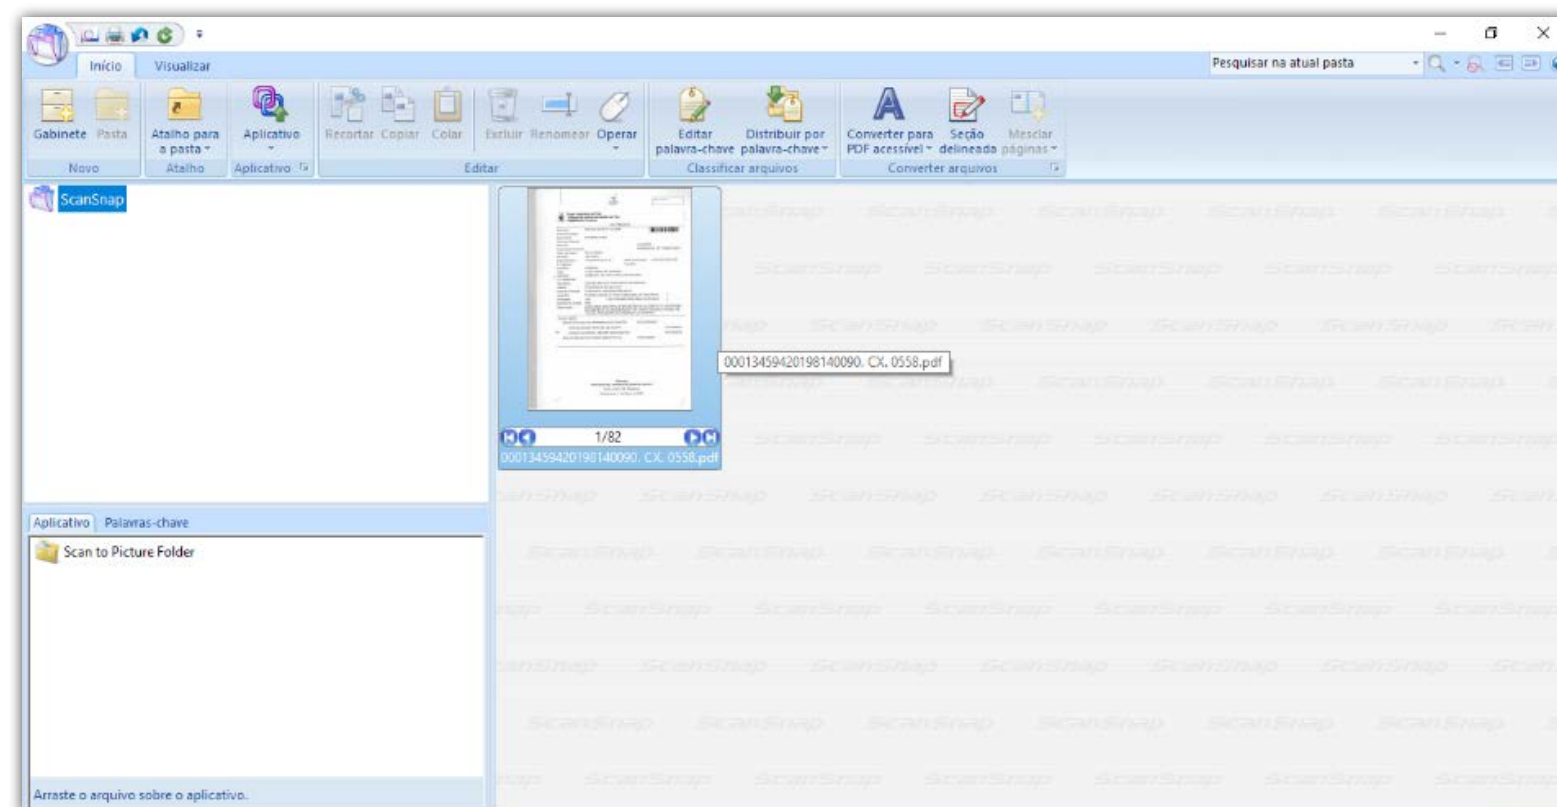 Início
Visualizar
Pesquisar na atual pasta
Gabinete
Pasta
Atalho para
a pasta
Aplicativo
Recortar
Copiar
Colar
Excluir
Renomear
Operar
Editar
palavra-chave
Distribuir por
palavra-chave
Converter para
PDF acessível
Seção
delineada
Mesclar
páginas
Novo
Atalho
Aplicativo
Editar
Classificar arquivos
Converter arquivos
ScanSnap
00013459420198140090. CX. 0558.pdf
1/82
00013459420198140090. CX. 0558.pdf
Aplicativo
Palavras-chave
Scan to Picture Folder
Arraste o arquivo sobre o aplicativo..